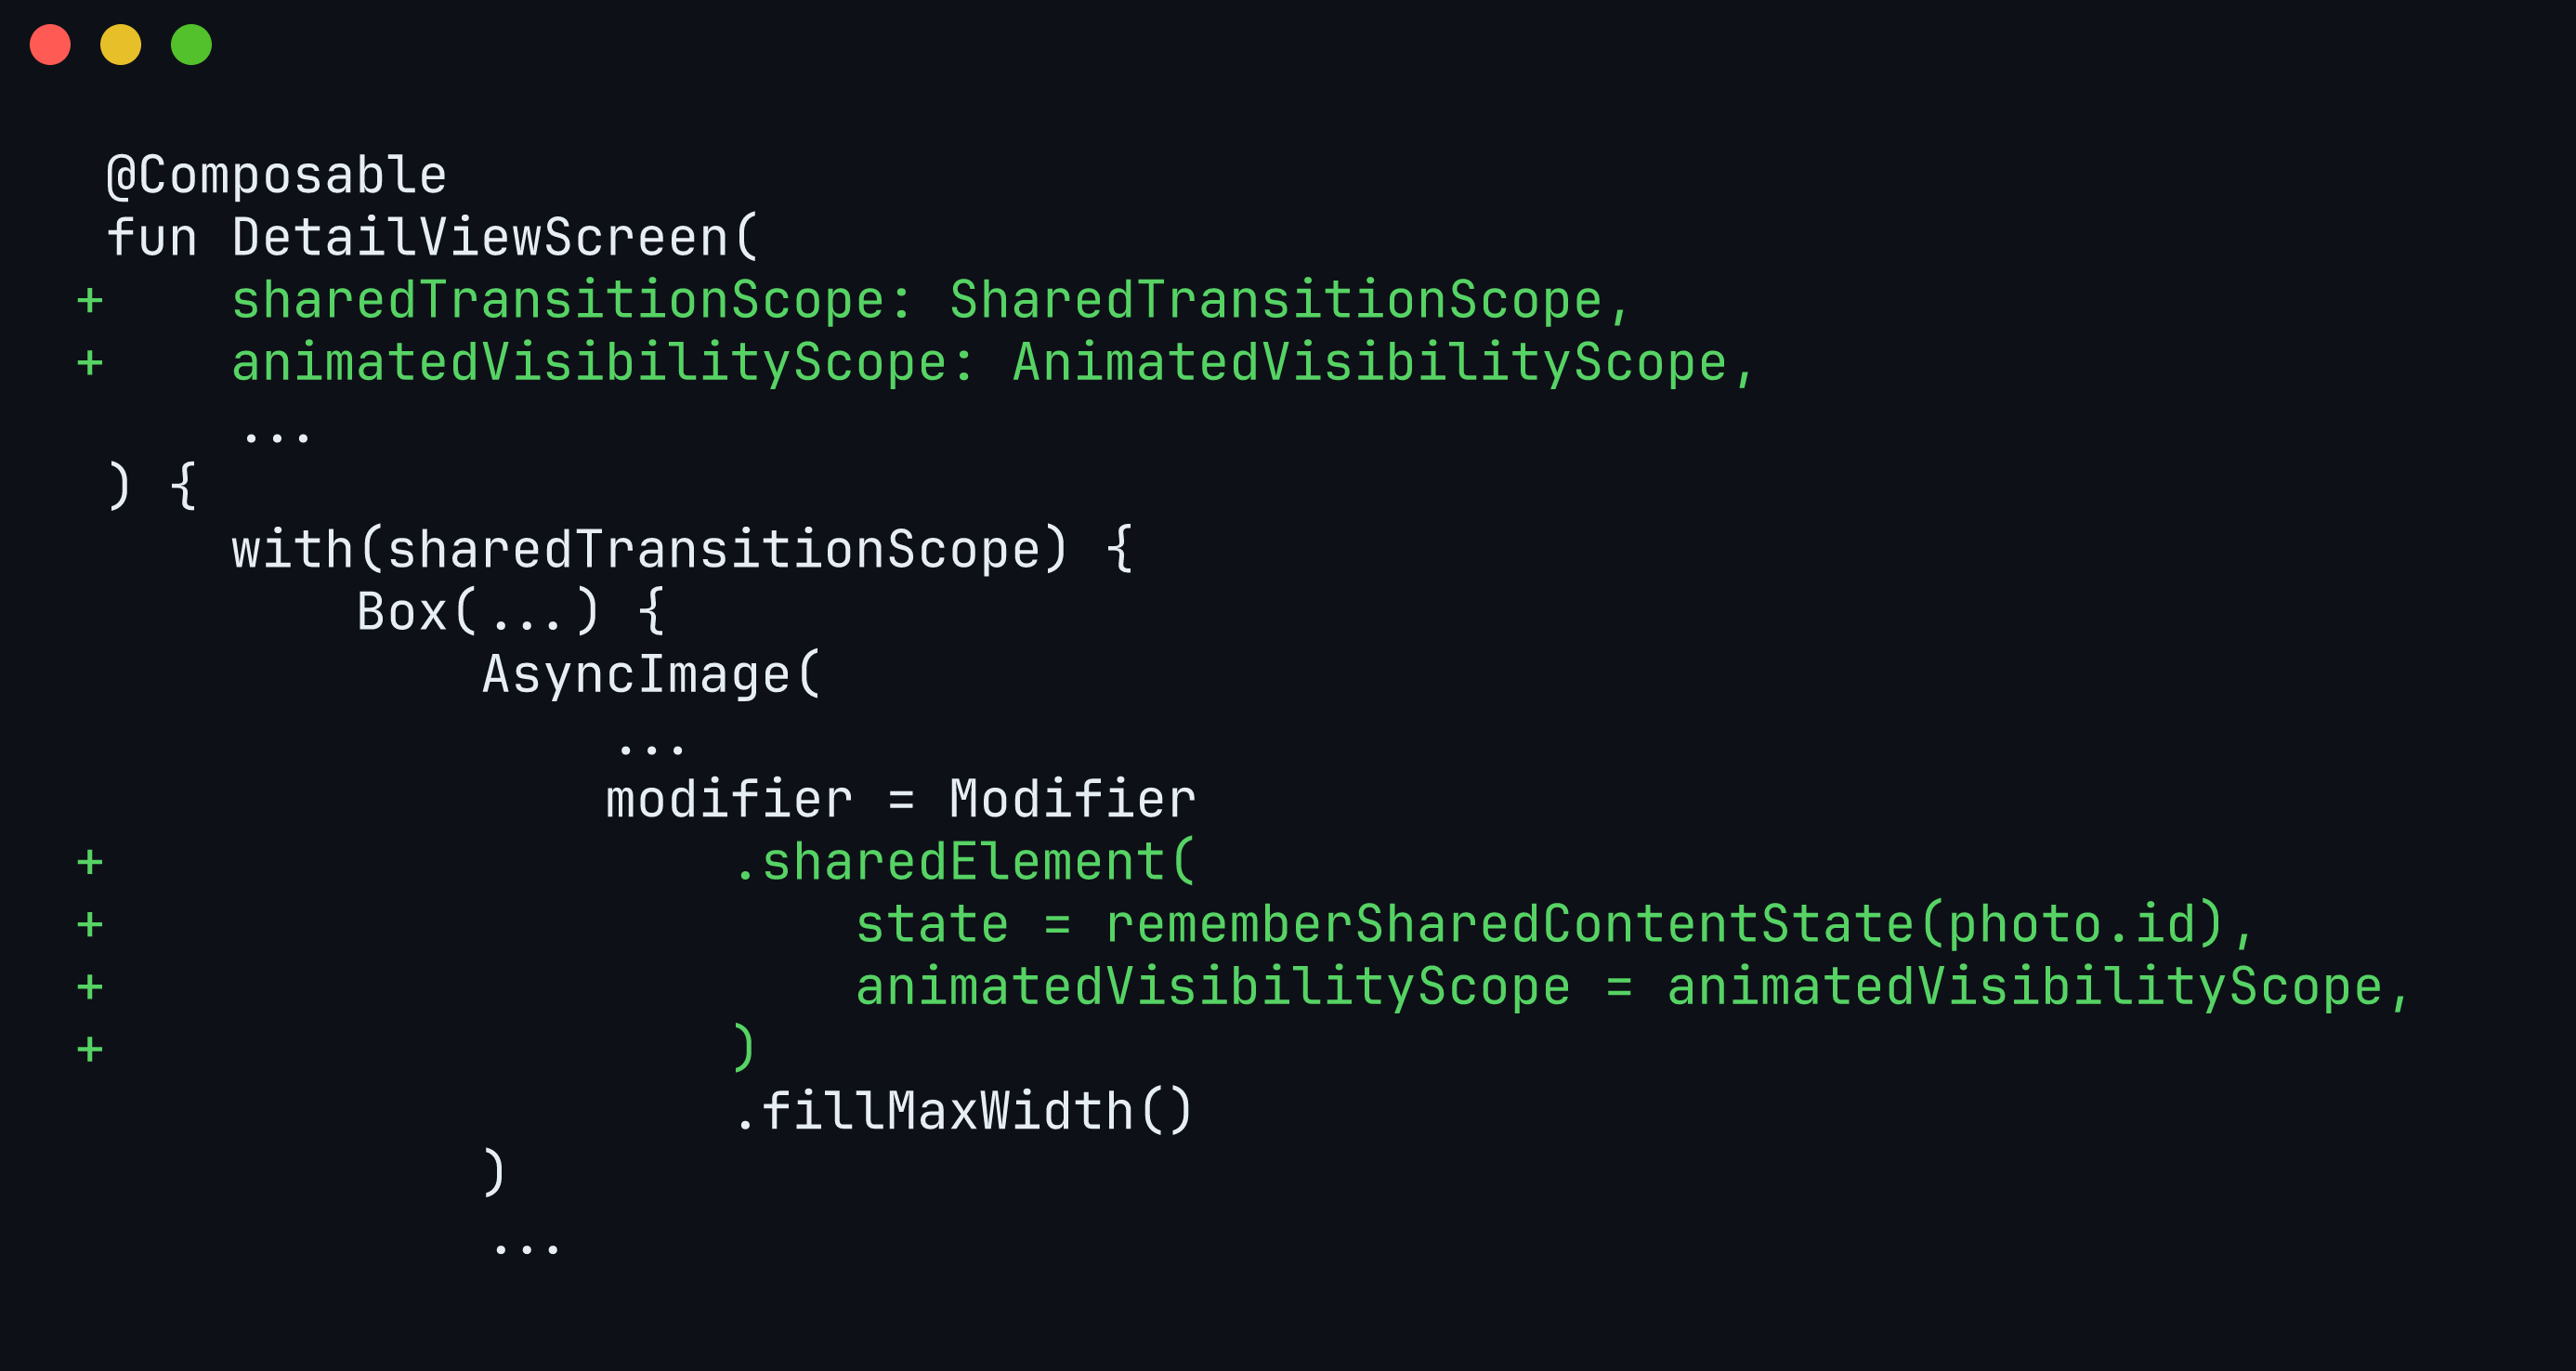 @Composable
fun DetailViewScreen(
+    sharedTransitionScope: SharedTransitionScope,
+    animatedVisibilityScope: AnimatedVisibilityScope,
     ...
) {
    with(sharedTransitionScope) {
        Box(...) {
            AsyncImage(
                ...
                modifier = Modifier
+                    .sharedElement(
+                        state = rememberSharedContentState(photo.id),
+                        animatedVisibilityScope = animatedVisibilityScope,
+                    )
                    .fillMaxWidth()
            )
            ...